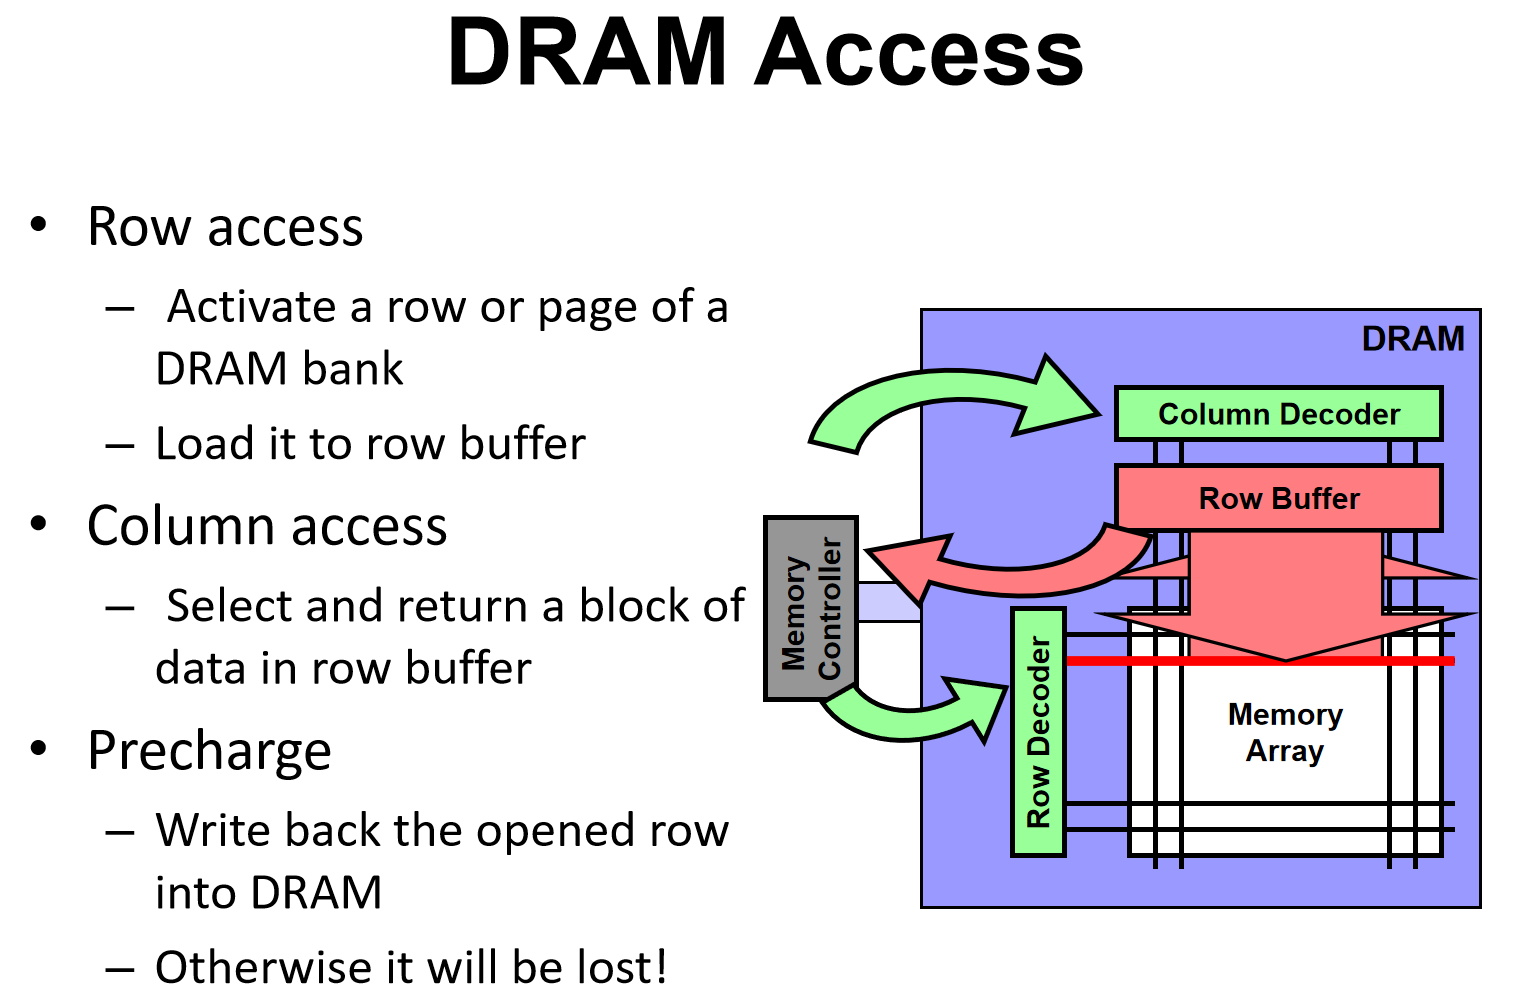 DRAM Access
• Row access
– Activate a row or page of a
DRAM bank
– Load it to row buffer
• Column access
– Select and return a block of
data in row buffer
• Precharge
– Write back the opened row
into DRAM
– Otherwise it will be lost!
DRAM
Column Decoder
Row Buffer
Memory
Controller
Row Decoder
Memory
Array